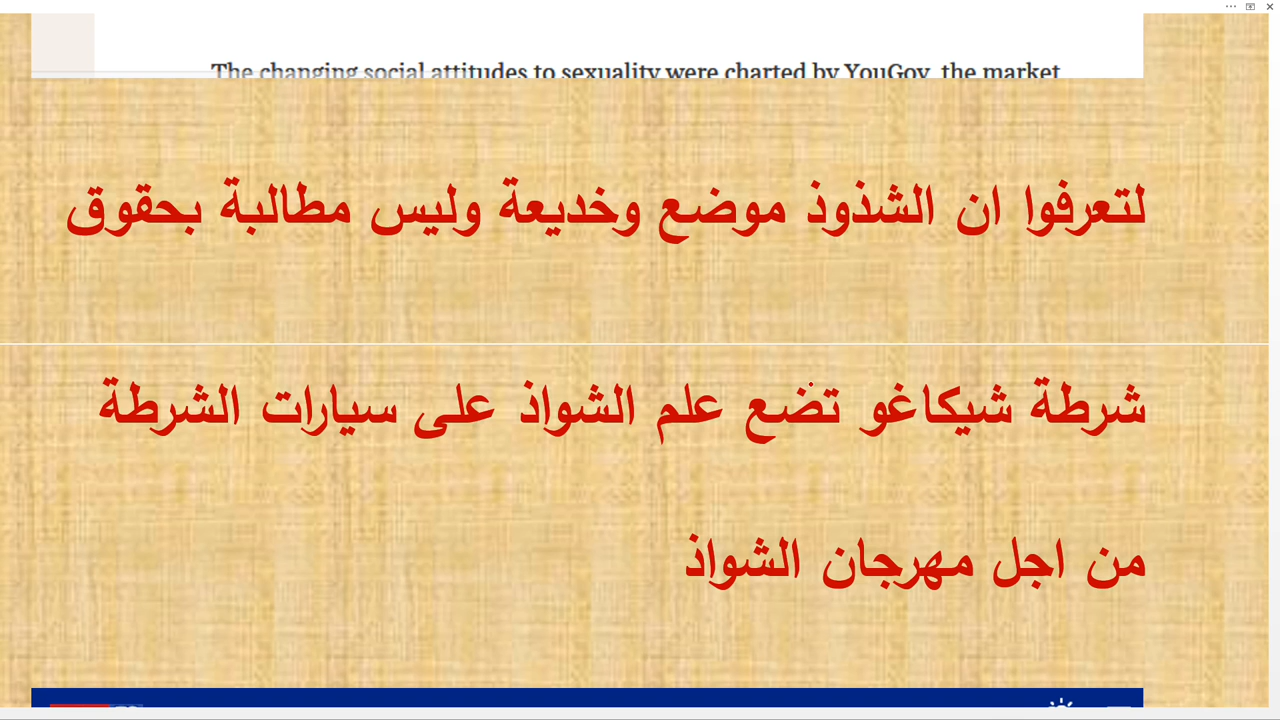 The changing social attitudes to sexuality were charted by YouGov, the market
لتعرفوا ان الشذوذ موضع وخديعة وليس مطالبة بحقوق
شرطة شيكاغو تضع علم الشواذ على سيارات الشرطة
من اجل مهرجان الشواذ